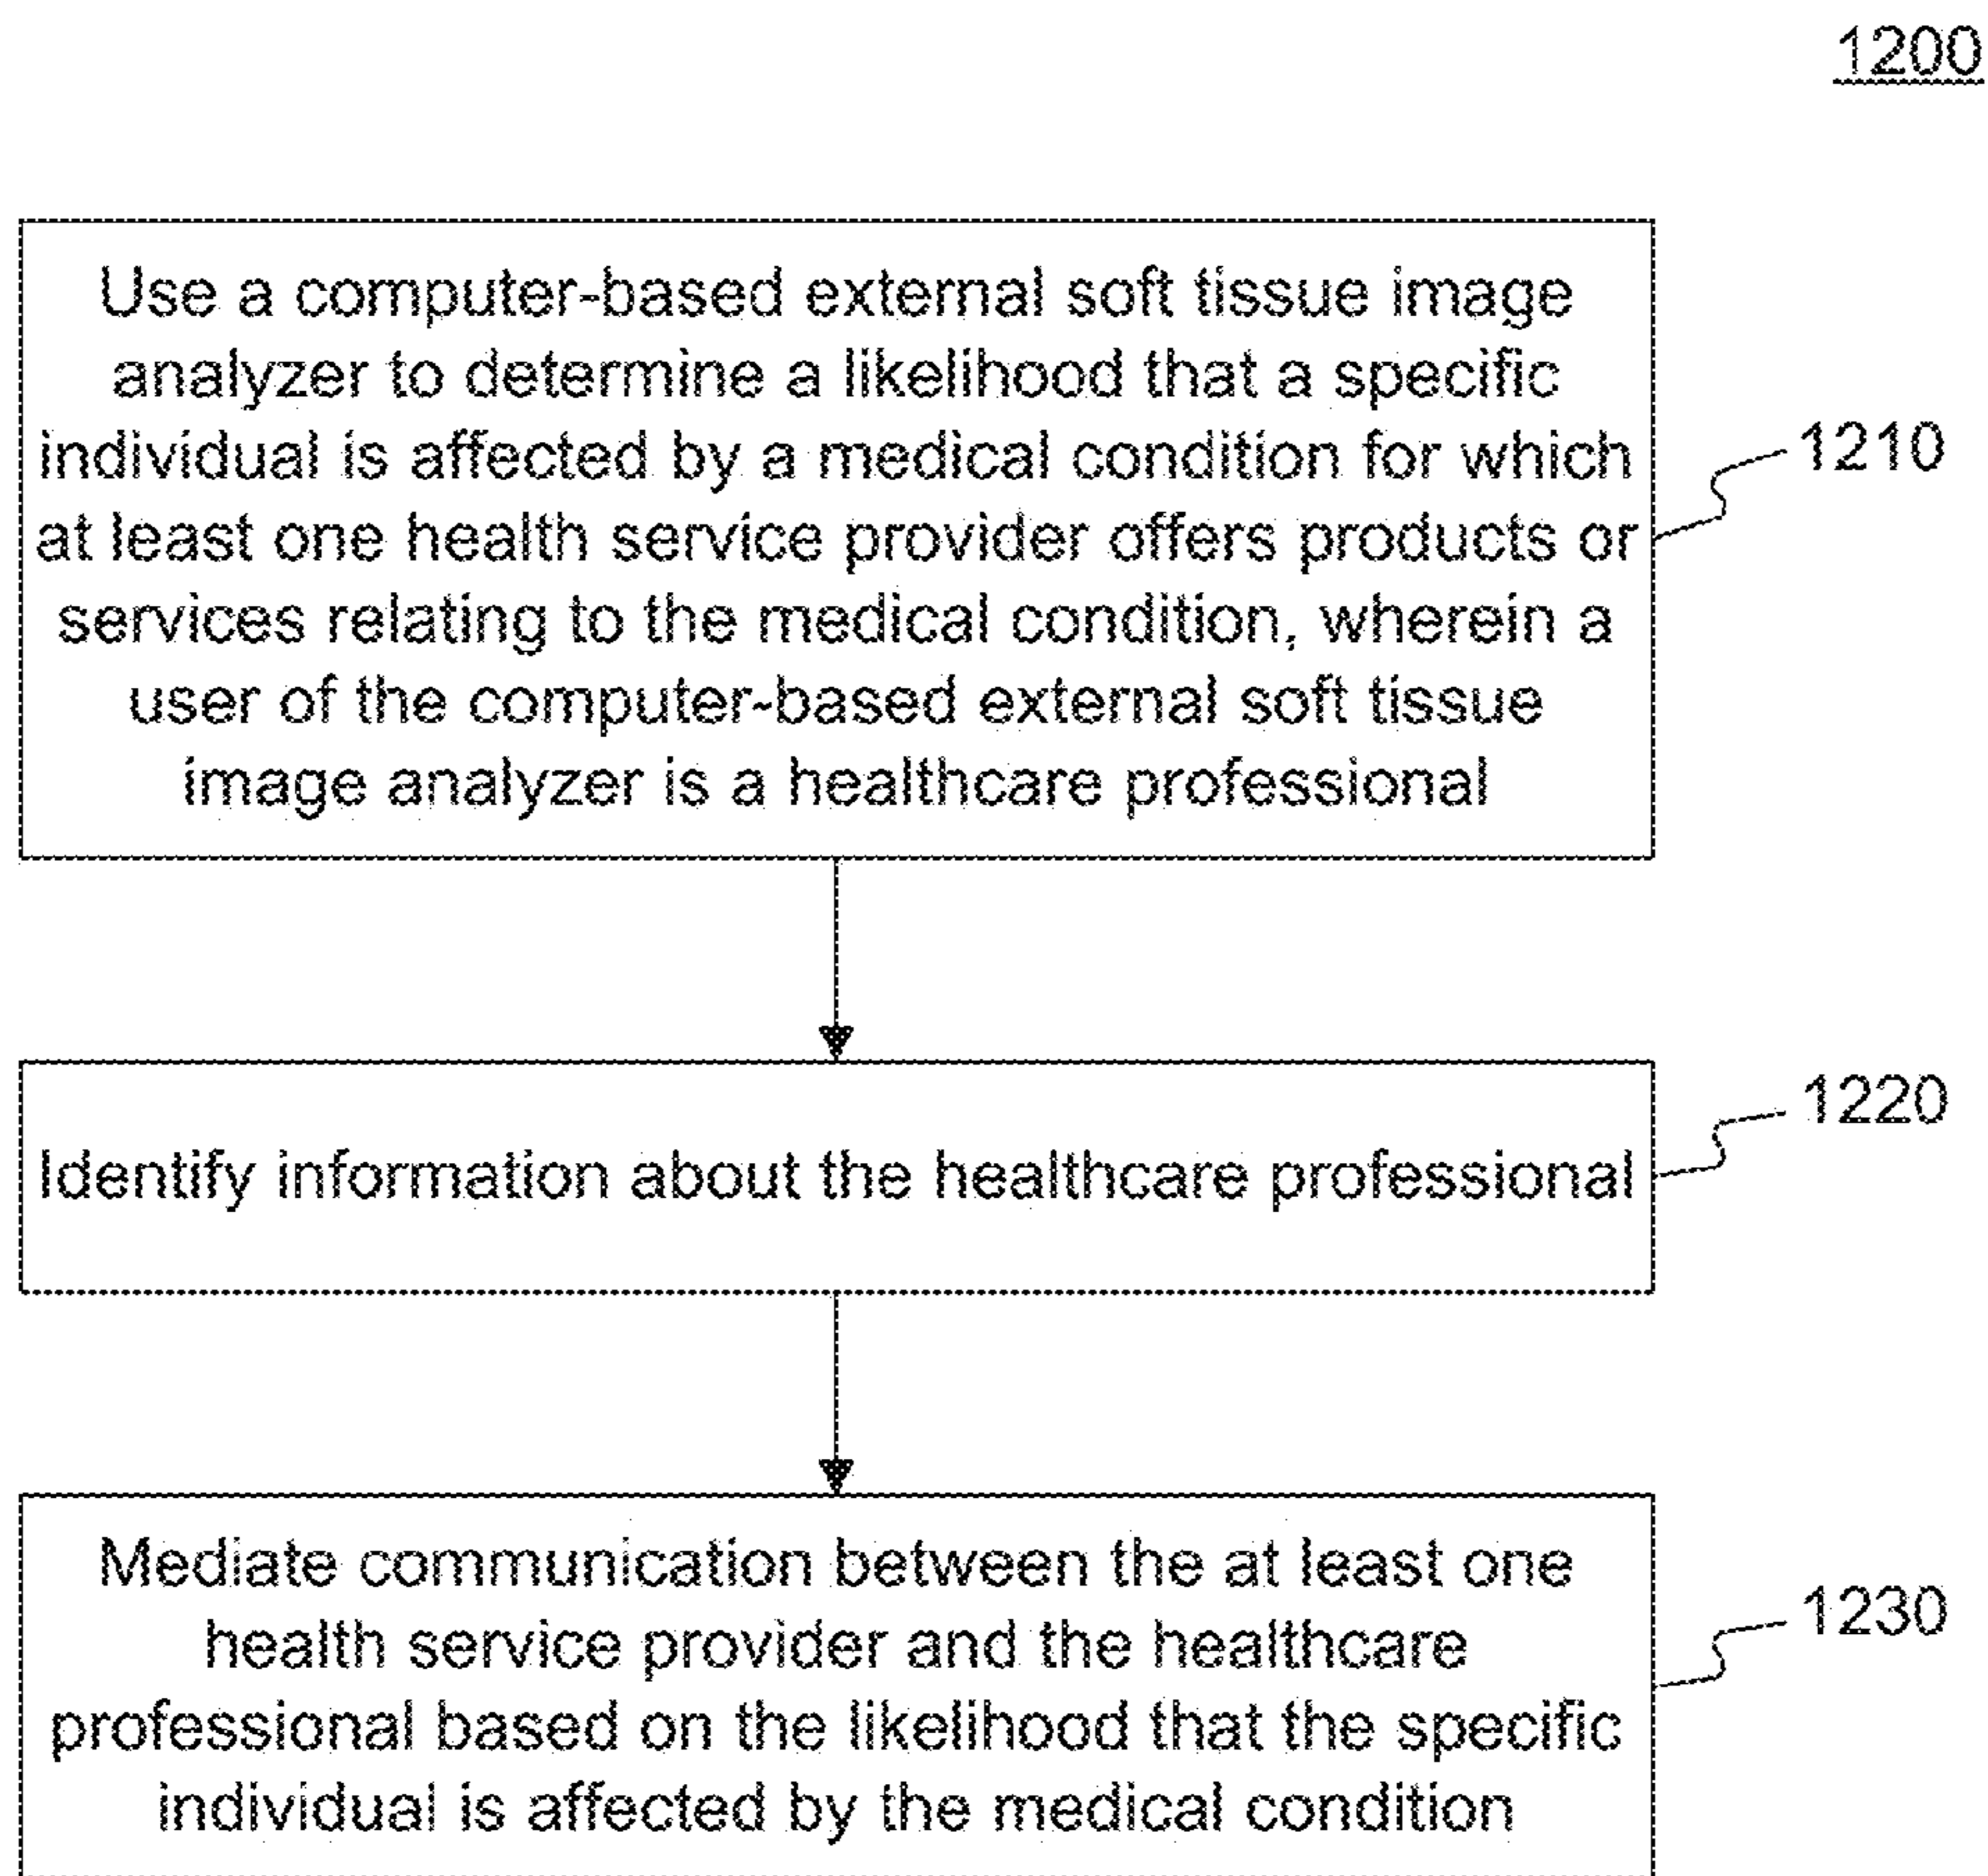 1200
Use a computer-based external soft tissue image
analyzer to determine a likelihood that a specific
individual is affected by a medical condition for which
at least one health service provider offers products or
services relating to the medical condition, wherein a
user of the computer-based external soft tissue
image analyzer is a healthcare professional
1210
Identify information about the healthcare professional
1220
Mediate communication between the at least one
health service provider and the healthcare
professional based on the likelihood that the specific
individual is affected by the medical condition
1230